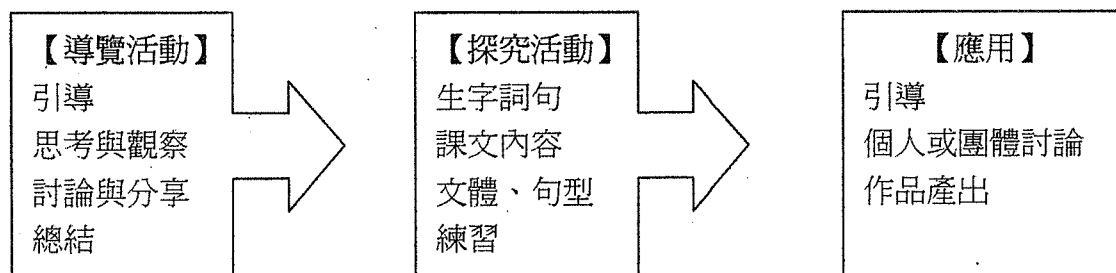 【導覽活動】
引導
思考與觀察
討論與分享
總結
【探究活動】
生字詞句
課文內容
文體、句型
練習
【應用】
引導
個人或團體討論
作品產出